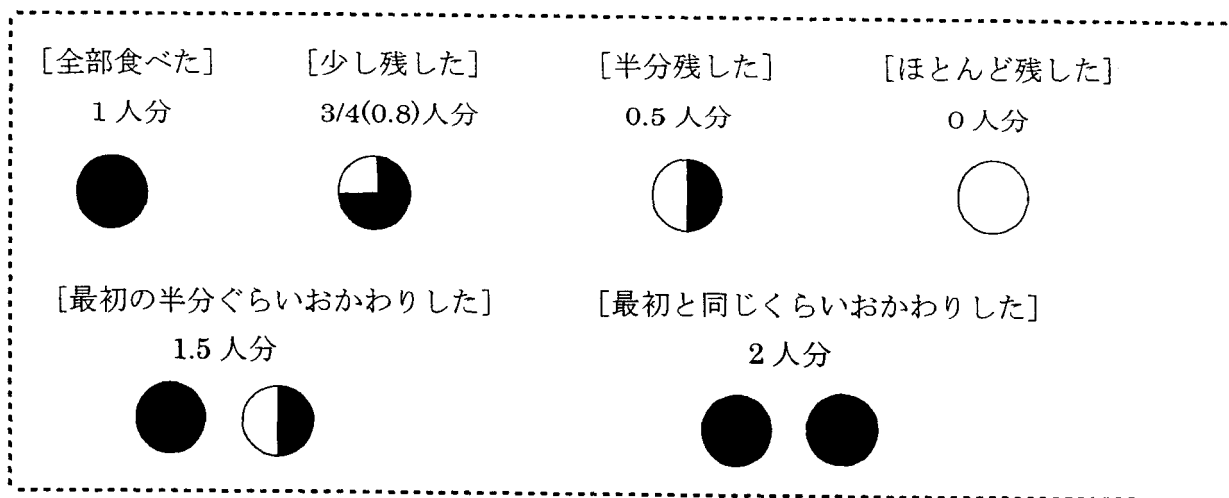 [全部食べた] [少し残した] [半分残した] [ほとんど残した]
1 人分 3/4(0.8)人分 0.5 人分 0 人分
[最初の半分ぐらいおかわりした] [最初と同じくらいおかわりした]
1.5 人分 2 人分